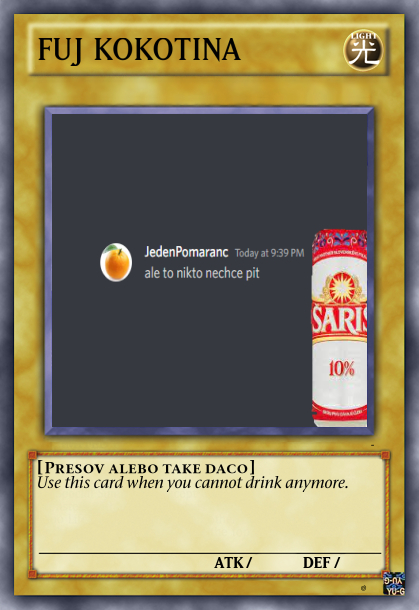 FUJ KOKOTINA
LIGHT
光
JedenPomaranc Today at 9:39 PM
ale to nikto nechce pit
ŠARIŠ
10%
[PRESOV ALEBO TAKE DACO]
Use this card when you cannot drink anymore.
ATK / DEF /
YU-G